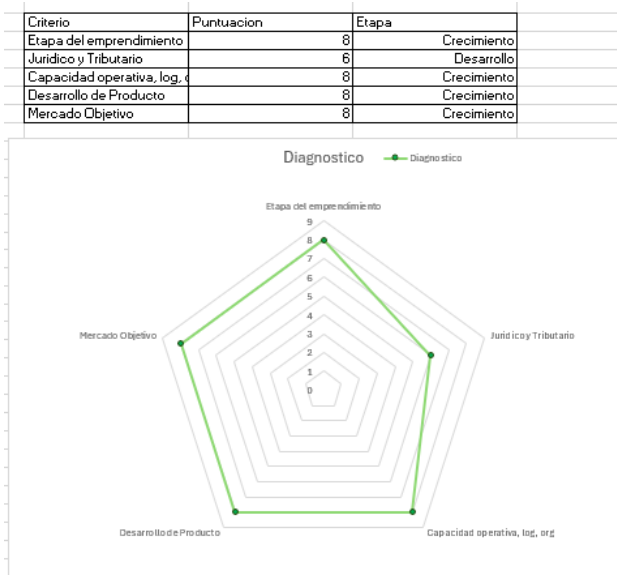 Criterio Puntuacion Etapa
Etapa del emprendimiento 8 Crecimiento
Juridico y Tributario 6 Desarrollo
Capacidad operativa, log, 8 Crecimiento
Desarrollo de Producto 8 Crecimiento
Mercado Objetivo 8 Crecimiento
Diagnostico Diagnostico
Etapa del emprendimiento
9
8
7
6
5
4
3
2
1
0
Mercado Objetivo Juridico y Tributario
Desarrollo de Producto Capacidad operativa, log, org